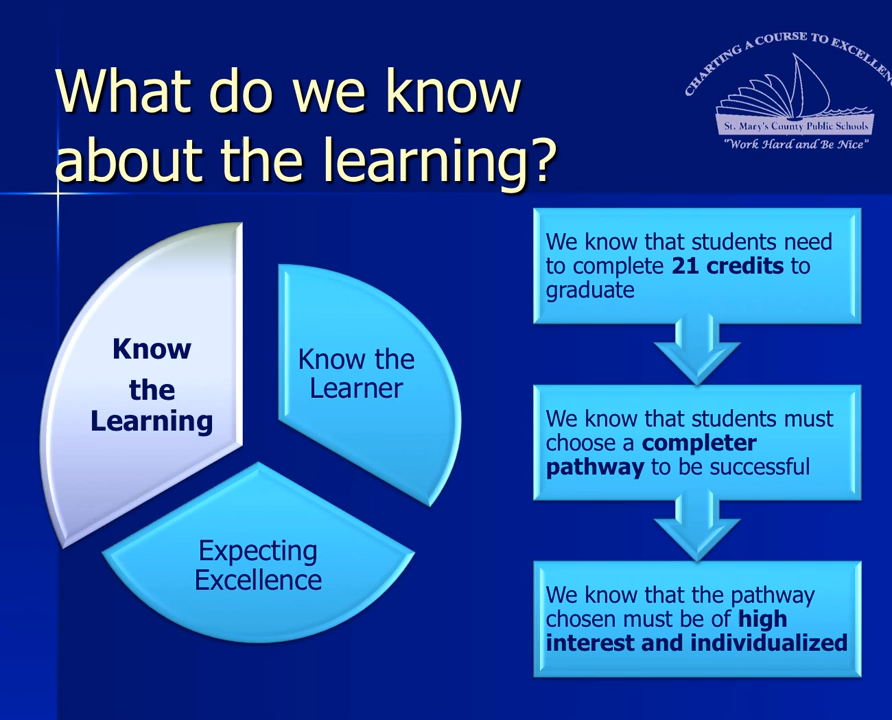 What do we know
about the learning?
CHARTING A COURSE TO EXCELLENC
St. Mary's County Public Schools
"Work Hard and Be Nice"
Know
the
Learning
Know the
Learner
Expecting
Excellence
We know that students need
to complete 21 credits to
graduate
We know that students must
choose a completer
pathway to be successful
We know that the pathway
chosen must be of high
interest and individualized